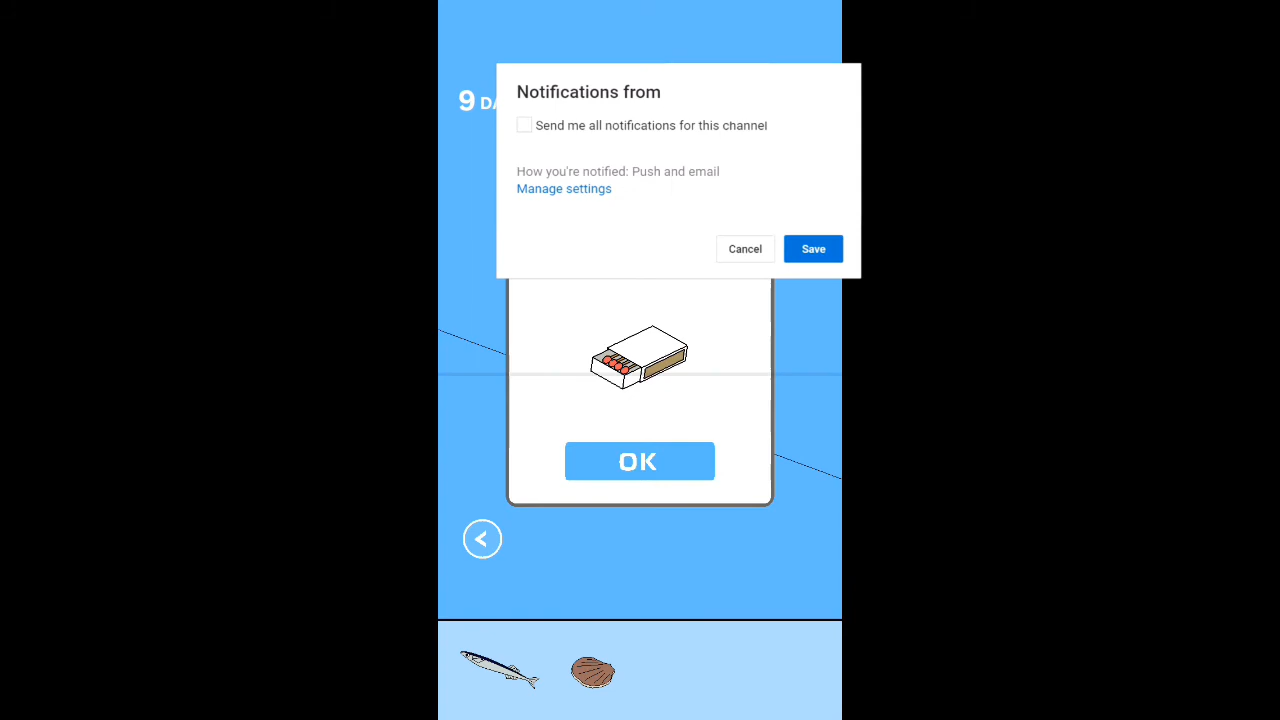 9
Notifications from
Send me all notifications for this channel
How you're notified: Push and email
Manage settings
Cancel
Save
OK